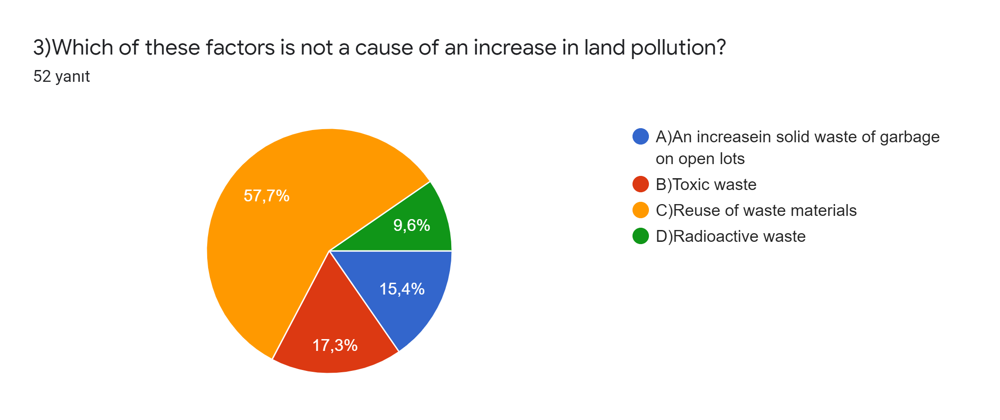 3)Which of these factors is not a cause of an increase in land pollution?
52 yanıt
57,7%
9,6%
15,4%
17,3%
A)An increasein solid waste of garbage
on open lots
B)Toxic waste
C)Reuse of waste materials
D)Radioactive waste